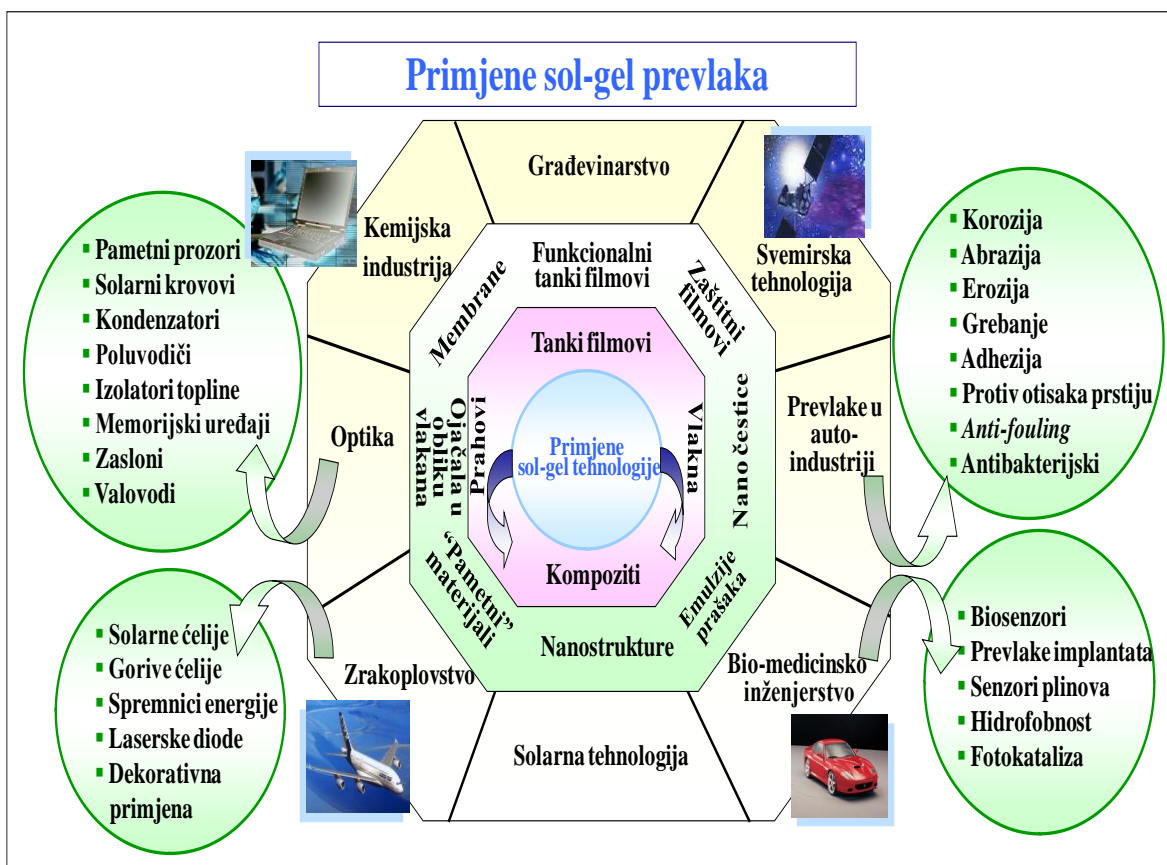 Primjene sol-gel prevlaka
Građevinarstvo
Kemijska
industrija
Svemirska
tehnologija
Optika
Prevlake u
auto-
industriji
Zrakoplovstvo
Solarna tehnologija
Bio-medicinsko
inženjerstvo
Membrane
Funkcionalni
tanki filmovi
Zaštitni
filmovi
Ojačala u
obliku
vlakana
Nano čestice
"Pametni"
materijali
Nanostrukture
Emulzije
prašaka
Tanki filmovi
Prahovi
Vlakna
Kompoziti
Primjene
sol-gel tehnologije
▪ Pametni prozori
▪ Solarni krovovi
▪ Kondenzatori
▪ Poluvodiči
▪ Izolatori topline
▪ Memorijski uređaji
▪ Zasloni
▪ Valovodi
▪ Solarne ćelije
▪ Gorive ćelije
▪ Spremnici energije
▪ Laserske diode
▪ Dekorativna
primjena
▪ Korozija
▪ Abrazija
▪ Erozija
▪ Grebanje
▪ Adhezija
▪ Protiv otisaka prstiju
▪ Anti-fouling
▪ Antibakterijski
▪ Biosenzori
▪ Prevlake implantata
▪ Senzori plinova
▪ Hidrofobnost
▪ Fotokataliza